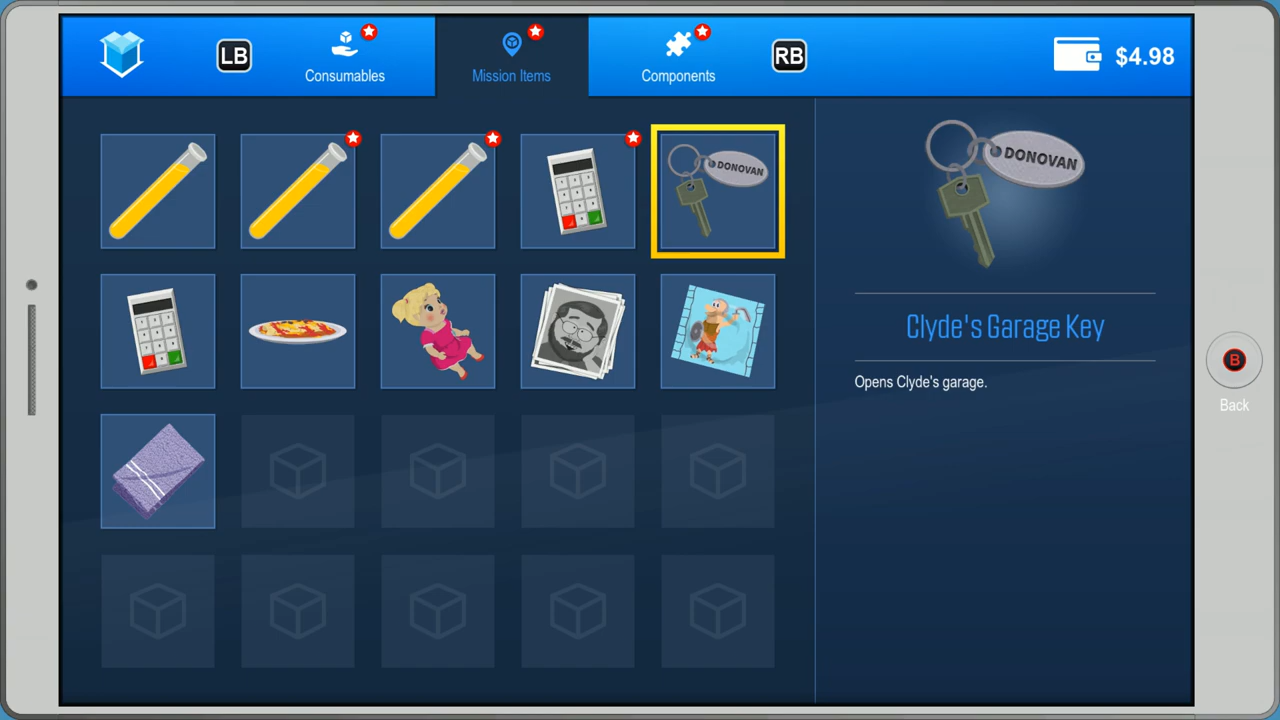 LB
Consumables
Mission Items
Components
RB
$4.98
DONOVAN
DONOVAN
Clyde's Garage Key
Opens Clyde's garage.
B
Back